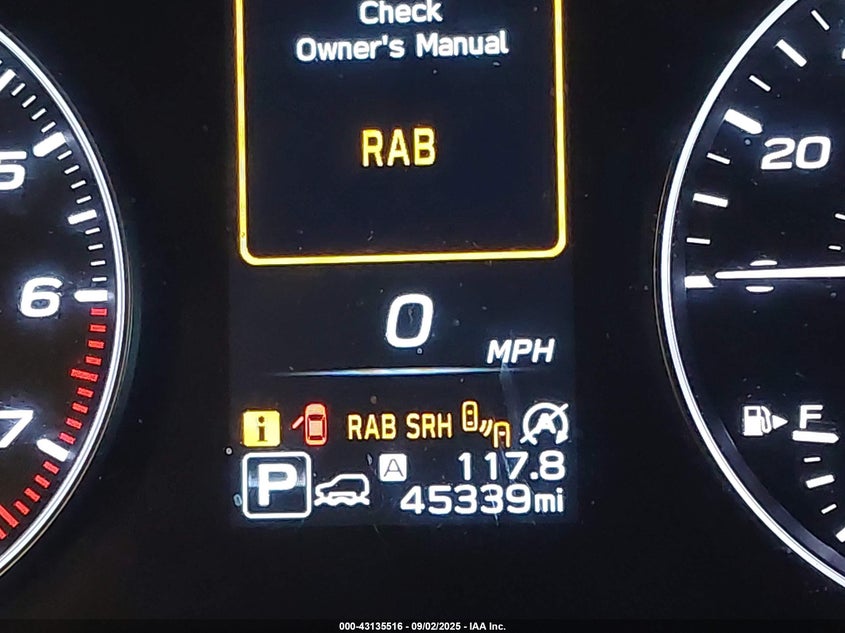 Check
Owner's Manual
RAB
5
20
6
0
MPH
i RAB SRH A
7
F
P A 117.8
45339mi
000-43135516 - 09/02/2025 - IAA Inc.